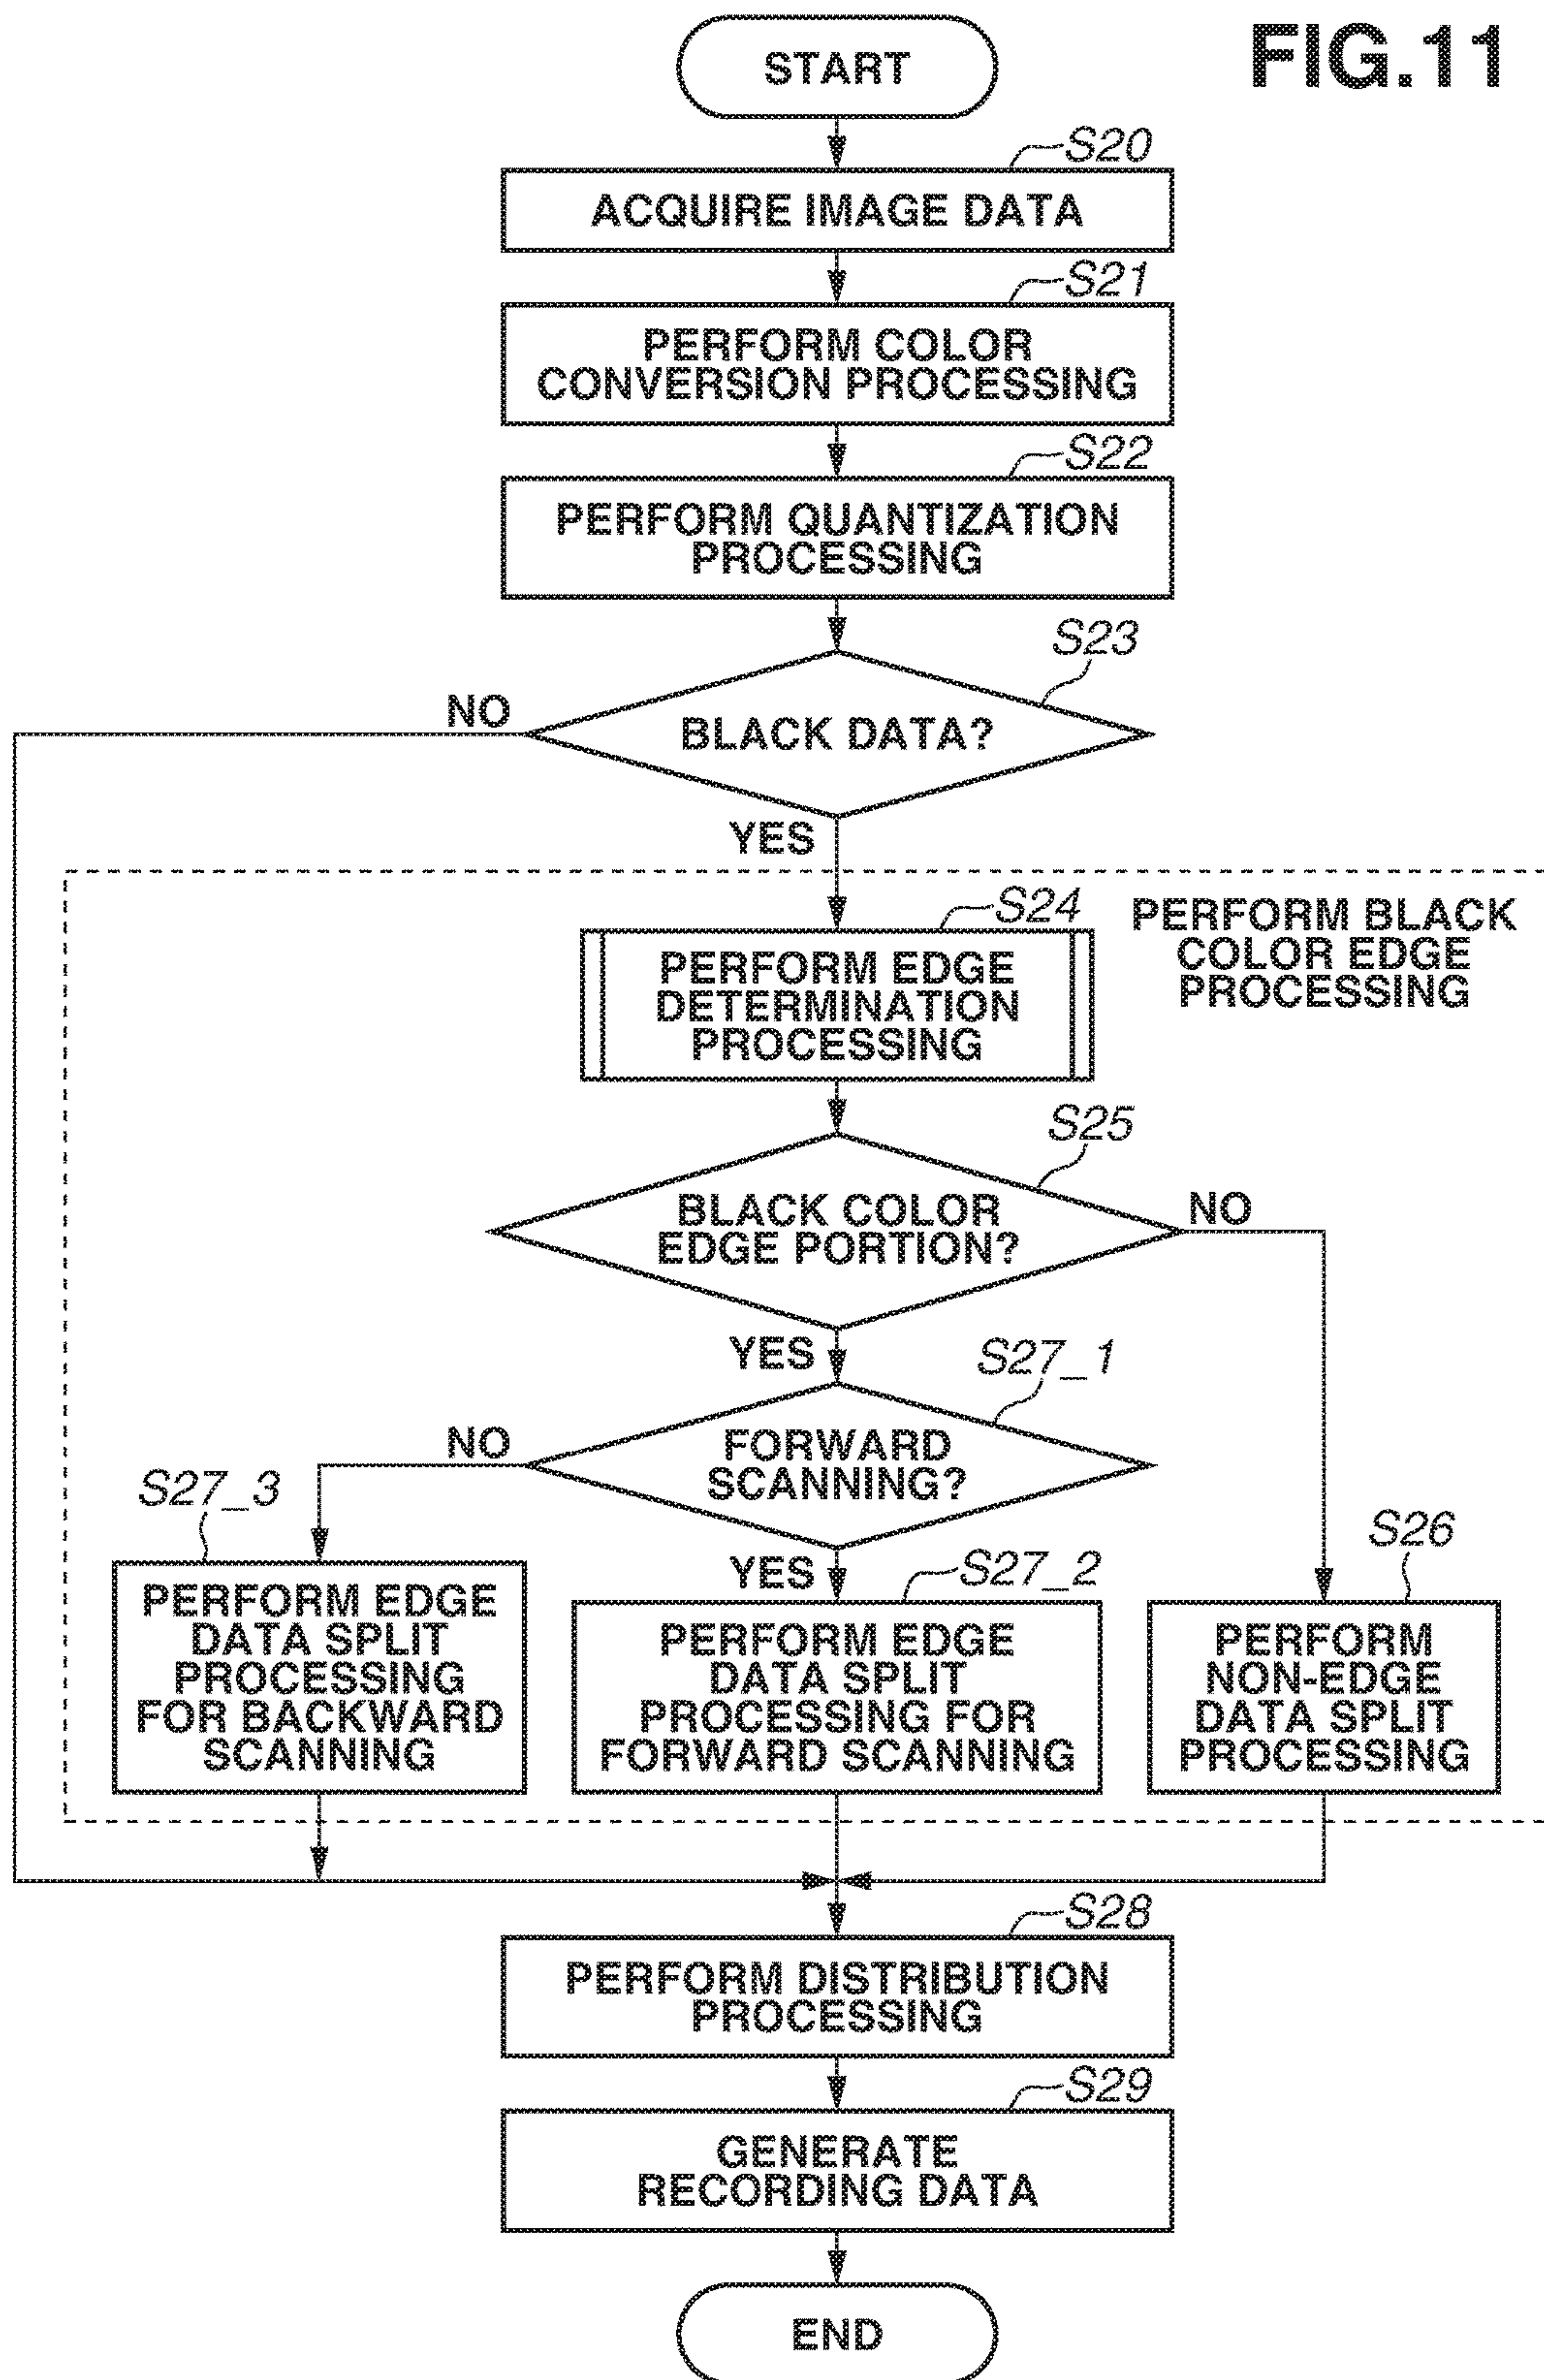 FIG.11
START
S20
ACQUIRE IMAGE DATA
S21
PERFORM COLOR
CONVERSION PROCESSING
S22
PERFORM QUANTIZATION
PROCESSING
S23
NO
BLACK DATA?
YES
S24
PERFORM BLACK
COLOR EDGE
PROCESSING
PERFORM EDGE
DETERMINATION
PROCESSING
S25
BLACK COLOR
EDGE PORTION?
NO
YES
S27_1
NO
FORWARD
SCANNING?
S27_3
YES
S27_2
S26
PERFORM EDGE
DATA SPLIT
PROCESSING
FOR BACKWARD
SCANNING
PERFORM EDGE
DATA SPLIT
PROCESSING FOR
FORWARD SCANNING
PERFORM
NON-EDGE
DATA SPLIT
PROCESSING
S28
PERFORM DISTRIBUTION
PROCESSING
S29
GENERATE
RECORDING DATA
END